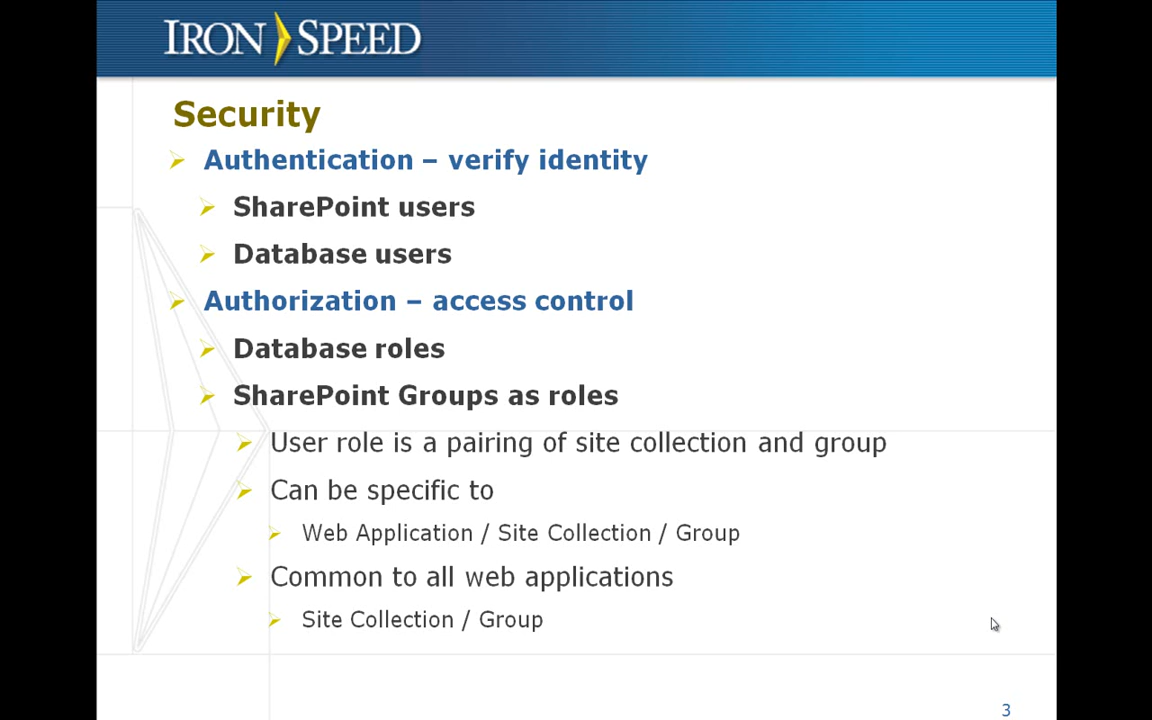 IRON SPEED
Security
Authentication – verify identity
SharePoint users
Database users
Authorization – access control
Database roles
SharePoint Groups as roles
User role is a pairing of site collection and group
Can be specific to
Web Application / Site Collection / Group
Common to all web applications
Site Collection / Group
3